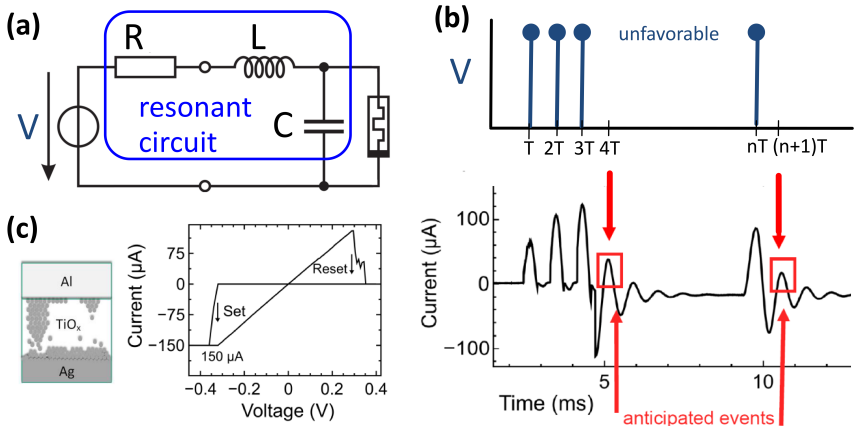 (a)
R
L
resonant
circuit
C
V
(b)
V
unfavorable
T
2T
3T
4T
nT
(n+1)T
Current (µA)
100
0
−100
5
10
Time (ms)
anticipated events
(c)
Al
TiOx
Ag
Current (µA)
75
0
−75
−150
Reset
Set
150 µA
−0.4
−0.2
0
0.2
0.4
Voltage (V)